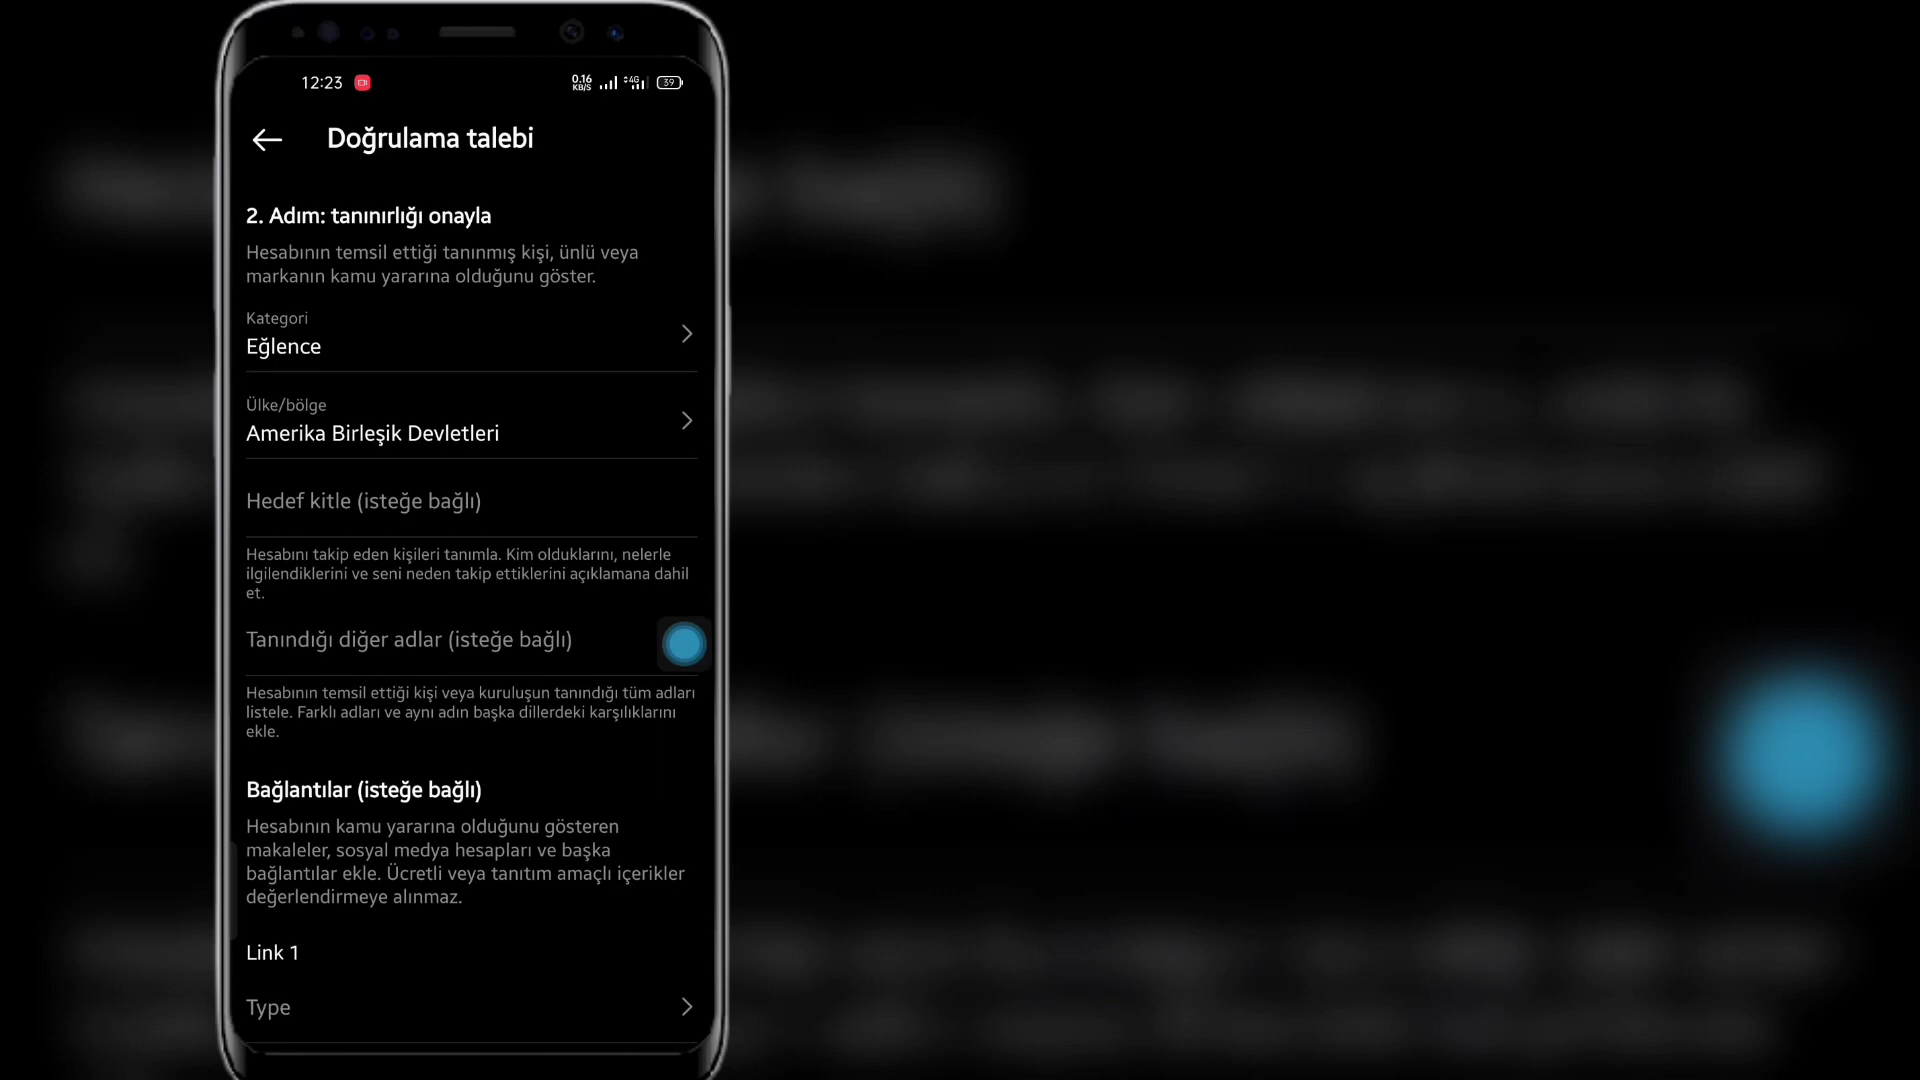 12:23
0.16 KB/S 4G 39
Doğrulama talebi
2. Adım: tanınırlığı onayla
Hesabının temsil ettiği tanınmış kişi, ünlü veya
markanın kamu yararına olduğunu göster.
Kategori
Eğlence
Ülke/bölge
Amerika Birleşik Devletleri
Hedef kitle (isteğe bağlı)
Hesabını takip eden kişileri tanımla. Kim olduklarını, nelerle
ilgilendiklerini ve seni neden takip ettiklerini açıklamana dahil
et.
Tanındığı diğer adlar (isteğe bağlı)
Hesabının temsil ettiği kişi veya kuruluşun tanındığı tüm adları
listele. Farklı adları ve aynı adın başka dillerdeki karşılıklarını
ekle.
Bağlantılar (isteğe bağlı)
Hesabının kamu yararına olduğunu gösteren
makaleler, sosyal medya hesapları ve başka
bağlantılar ekle. Ücretli veya tanıtım amaçlı içerikler
değerlendirmeye alınmaz.
Link 1
Type